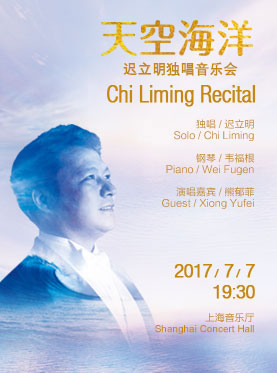 天空海洋
迟立明独唱音乐会
Chi Liming Recital
独唱 / 迟立明
Solo / Chi Liming
钢琴 / 韦福根
Piano / Wei Fugen
演唱嘉宾 / 熊郁菲
Guest / Xiong Yufei
2017 / 7 / 7
19:30
上海音乐厅
Shanghai Concert Hall